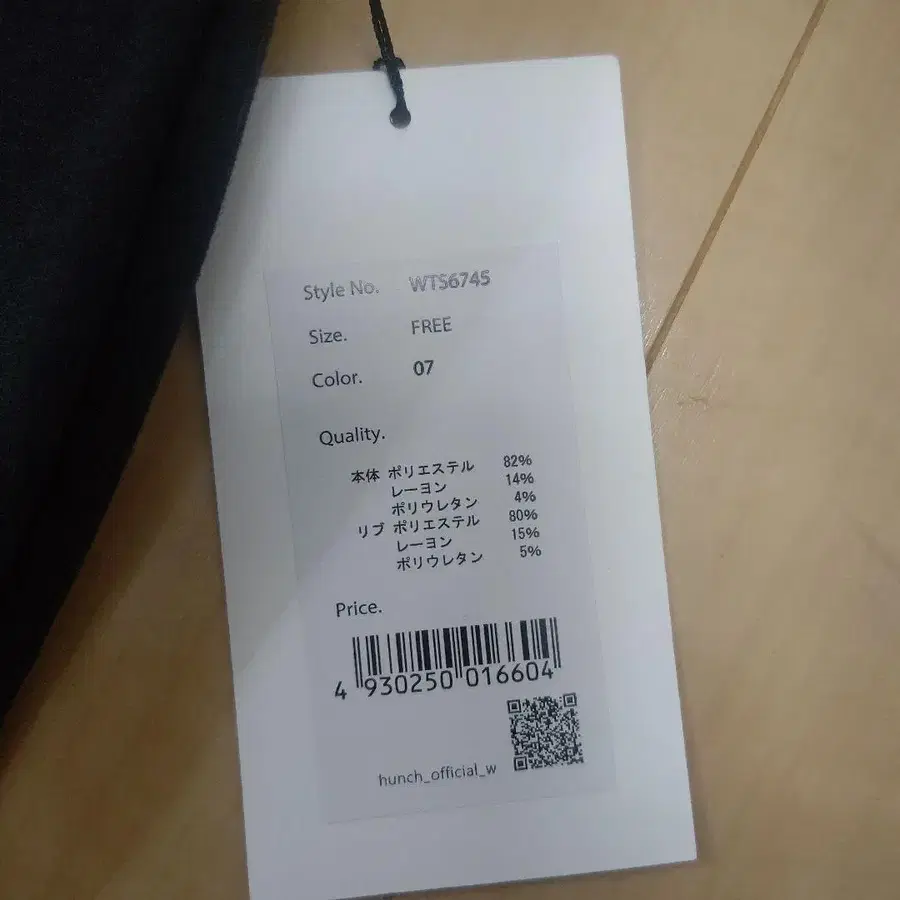 Style No. WTS6745
Size. FREE
Color. 07
Quality.
本体 ポリエステル 82%
レーヨン 14%
ポリウレタン 4%
リブ ポリエステル 80%
レーヨン 15%
ポリウレタン 5%
Price.
4 930250 016604
hunch_official_w